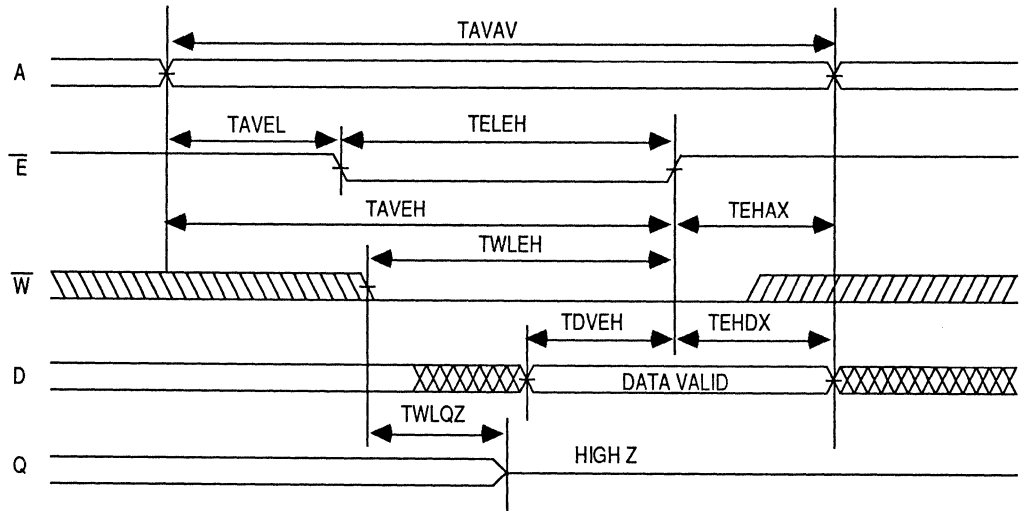 TAVAV
A
TAVEL TELEH
E
TAVEH TEHAX
TWLEH
W
TDVEH TEHDX
D DATA VALID
TWLQZ
Q HIGH Z